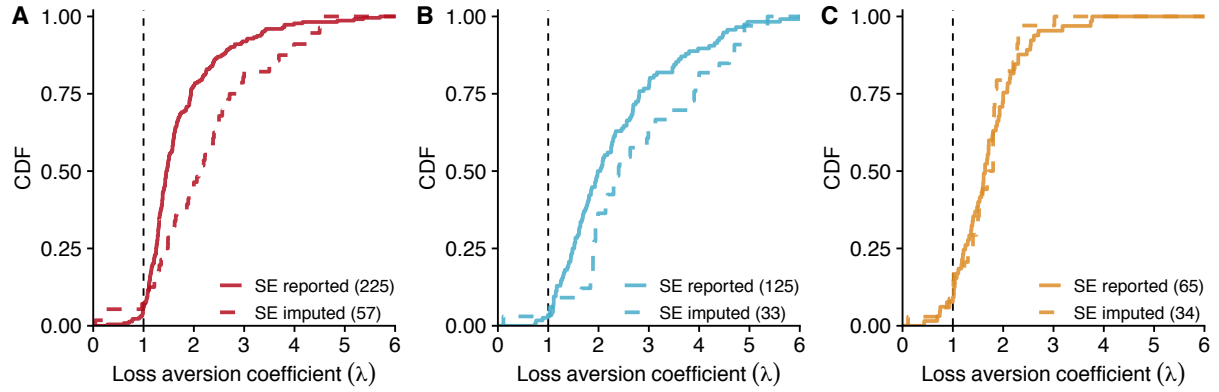 A
CDF
1.00
0.75
0.50
0.25
0.00
SE reported (225)
SE imputed (57)
0 1 2 3 4 5 6
Loss aversion coefficient (λ)
B
CDF
1.00
0.75
0.50
0.25
0.00
SE reported (125)
SE imputed (33)
0 1 2 3 4 5 6
Loss aversion coefficient (λ)
C
CDF
1.00
0.75
0.50
0.25
0.00
SE reported (65)
SE imputed (34)
0 1 2 3 4 5 6
Loss aversion coefficient (λ)